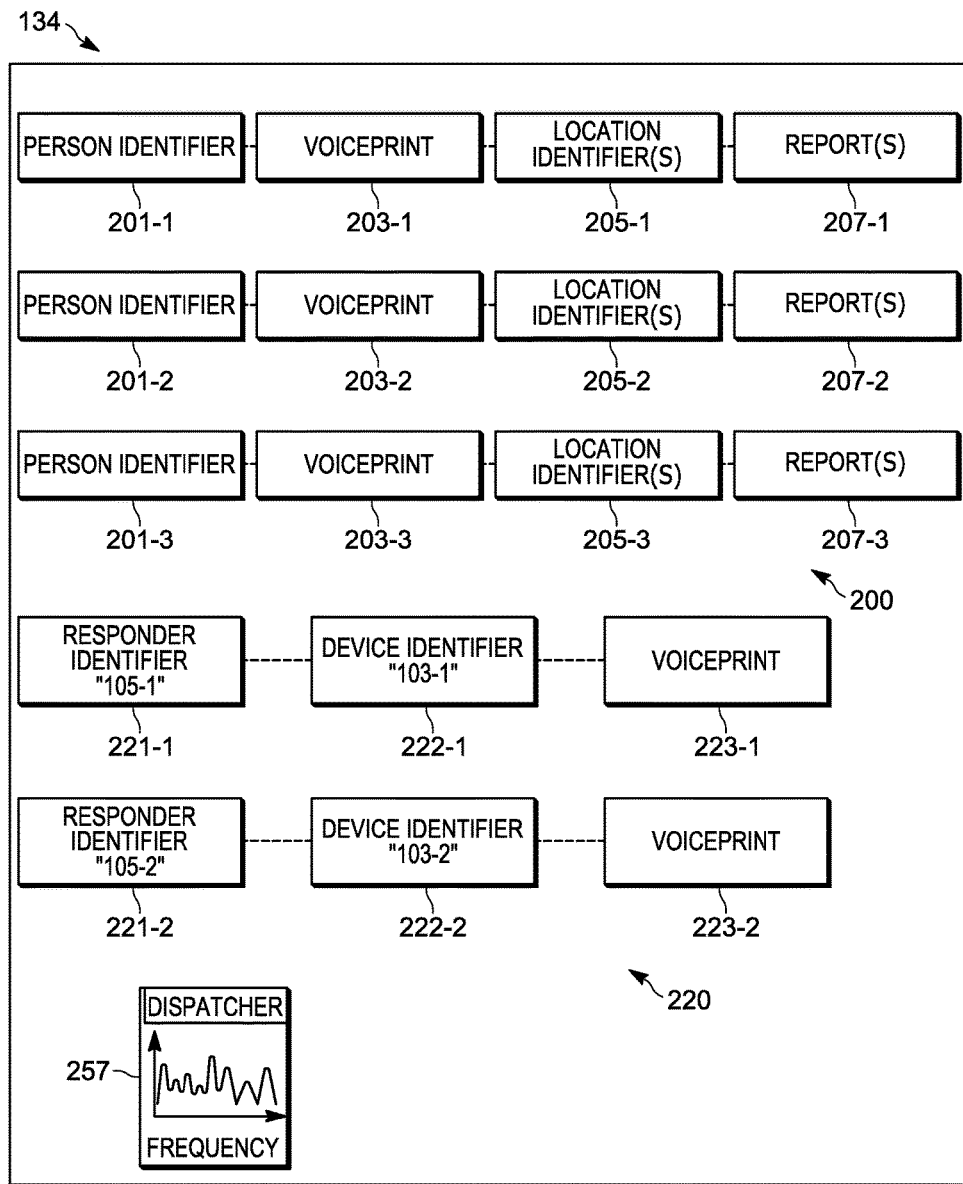 134
PERSON IDENTIFIER VOICEPRINT LOCATION IDENTIFIER(S) REPORT(S)
201-1 203-1 205-1 207-1
PERSON IDENTIFIER VOICEPRINT LOCATION IDENTIFIER(S) REPORT(S)
201-2 203-2 205-2 207-2
PERSON IDENTIFIER VOICEPRINT LOCATION IDENTIFIER(S) REPORT(S)
201-3 203-3 205-3 207-3
200
RESPONDER IDENTIFIER "105-1" DEVICE IDENTIFIER "103-1" VOICEPRINT
221-1 222-1 223-1
RESPONDER IDENTIFIER "105-2" DEVICE IDENTIFIER "103-2" VOICEPRINT
221-2 222-2 223-2
220
DISPATCHER
257
FREQUENCY